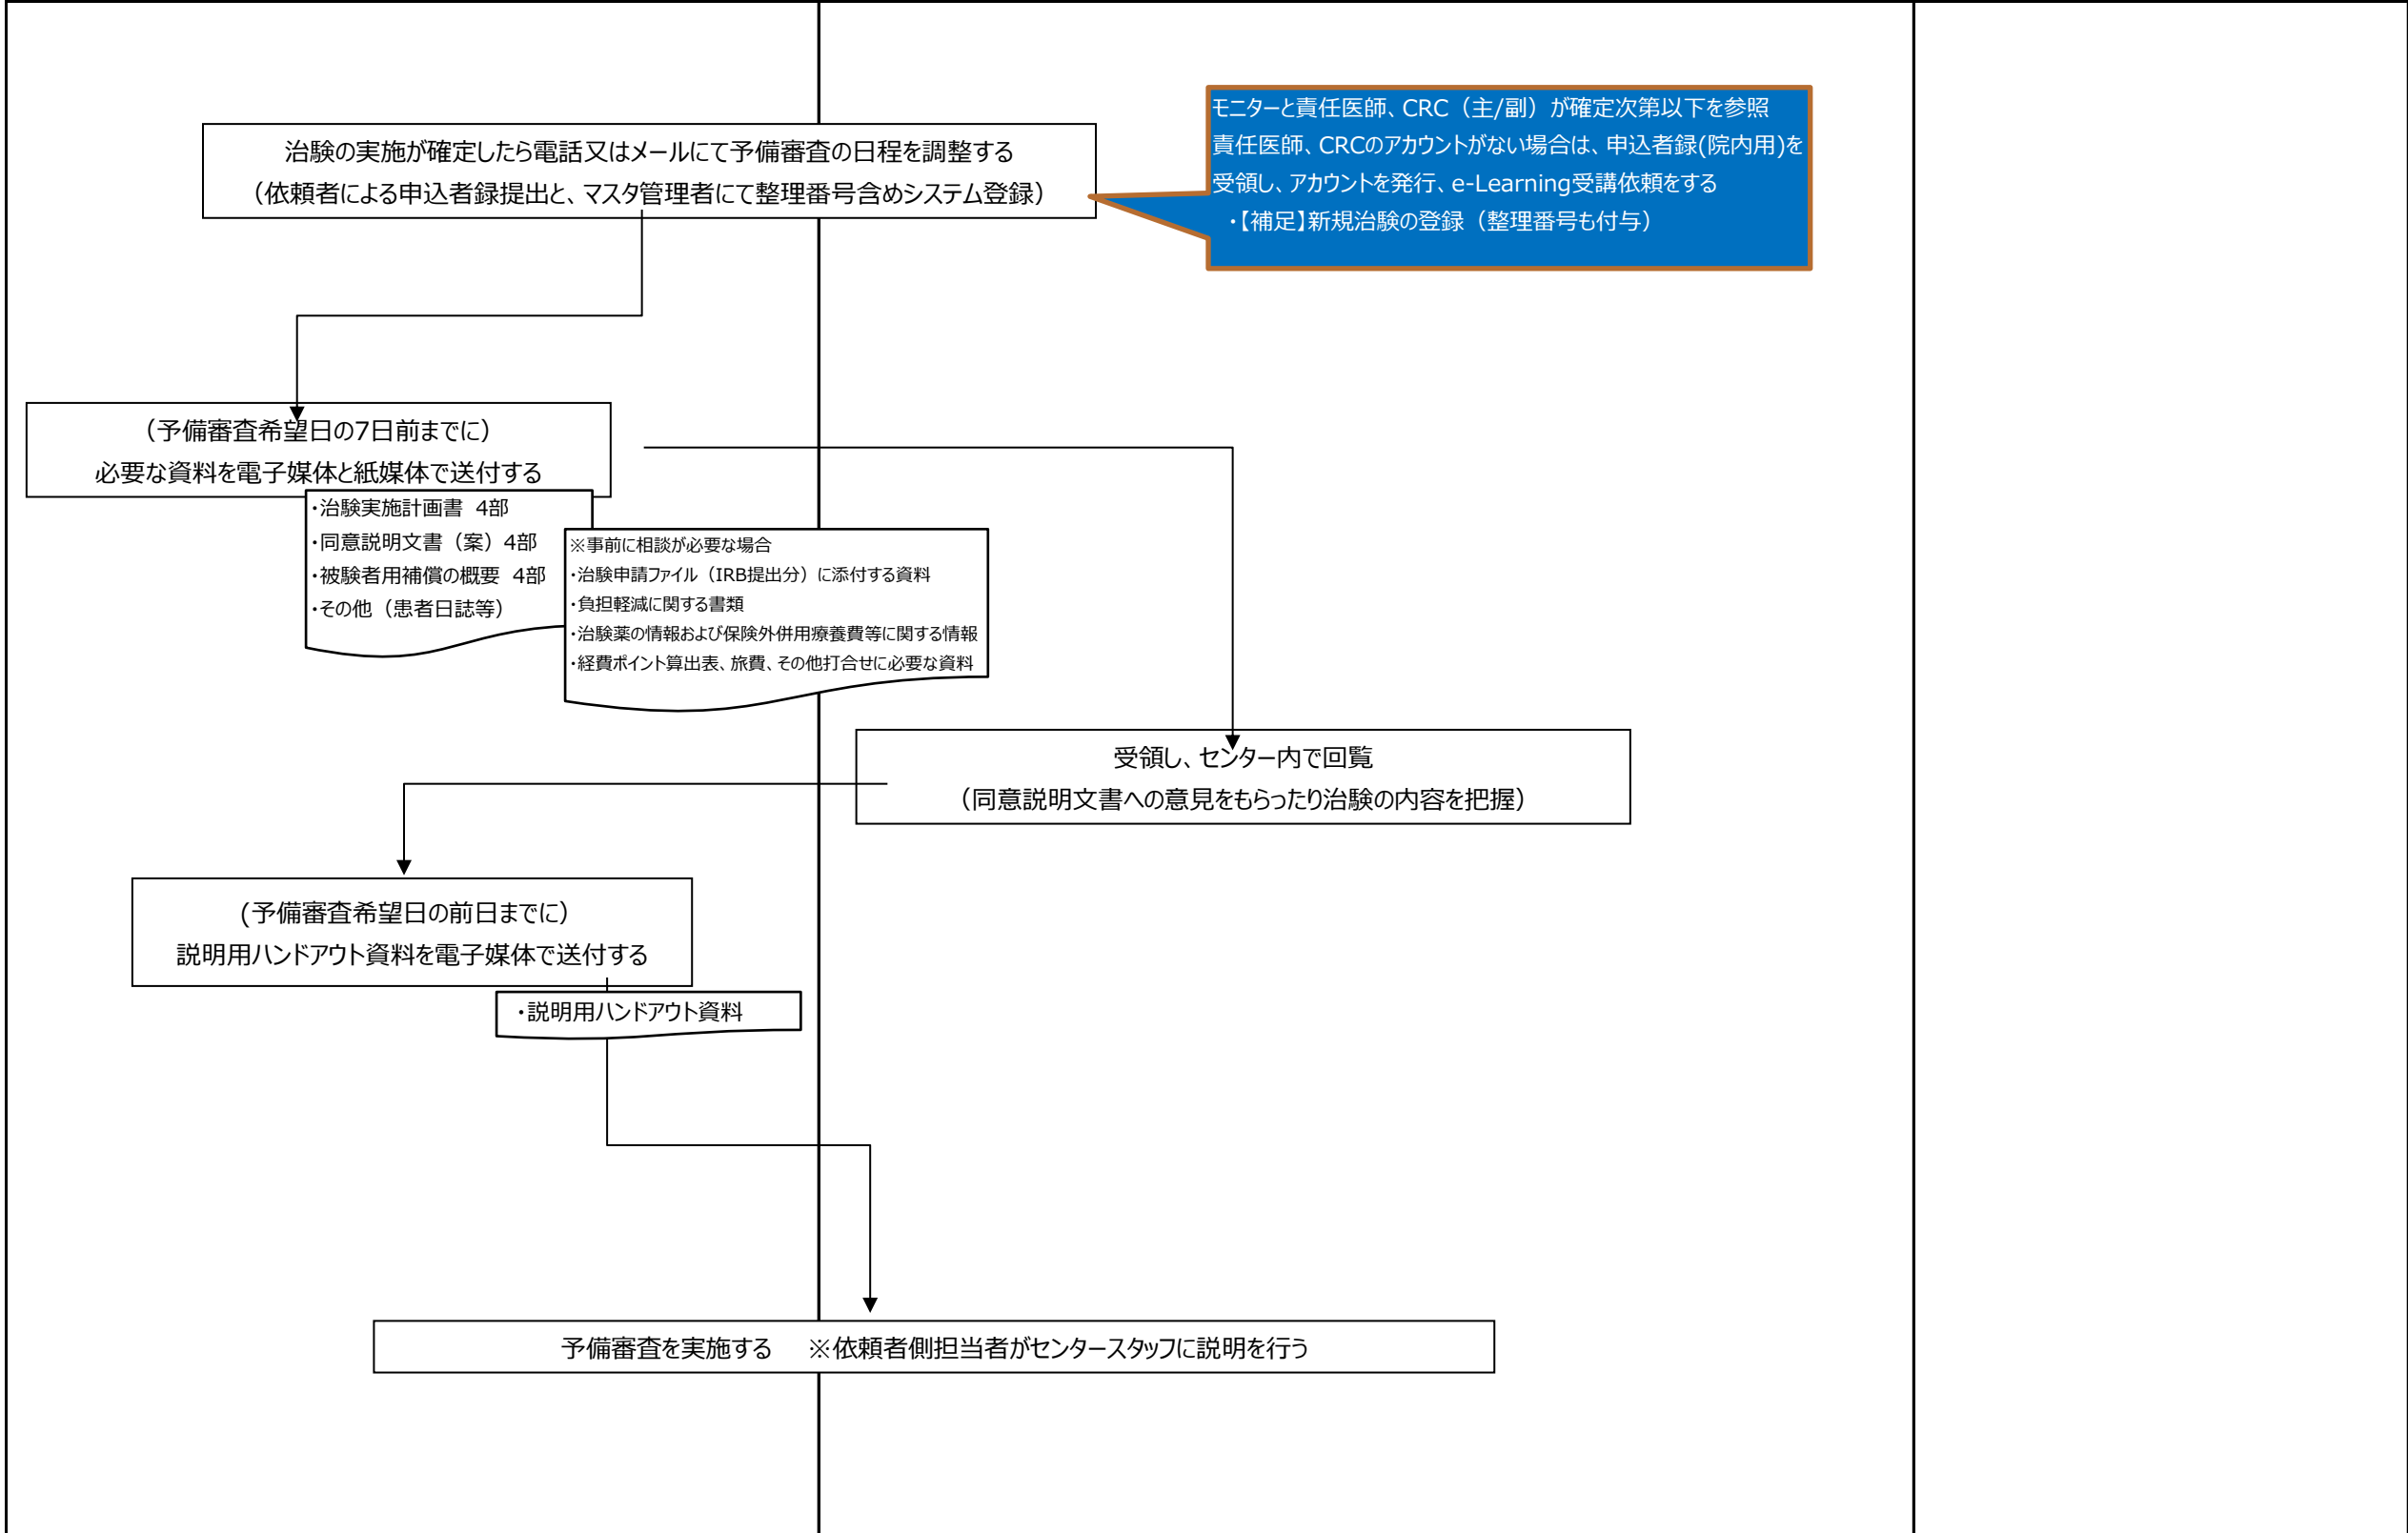 モニターと責任医師、CRC（主/副）が確定次第以下を参照
責任医師、CRCのアカウントがない場合は、申込者録(院内用)を
受領し、アカウントを発行、e-Learning受講依頼をする
・【補足】新規治験の登録（整理番号も付与）
治験の実施が確定したら電話又はメールにて予備審査の日程を調整する
（依頼者による申込者録提出と、マスタ管理者にて整理番号含めシステム登録）
（予備審査希望日の7日前までに）
必要な資料を電子媒体と紙媒体で送付する
・治験実施計画書 4部
・同意説明文書（案）4部
・被験者用補償の概要 4部
・その他（患者日誌等）
※事前に相談が必要な場合
・治験申請ファイル（IRB提出分）に添付する資料
・負担軽減に関する書類
・治験薬の情報および保険外併用療養費等に関する情報
・経費ポイント算出表、旅費、その他打合せに必要な資料
受領し、センター内で回覧
（同意説明文書への意見をもらったり治験の内容を把握）
(予備審査希望日の前日までに）
説明用ハンドアウト資料を電子媒体で送付する
・説明用ハンドアウト資料
予備審査を実施する　※依頼者側担当者がセンタースタッフに説明を行う